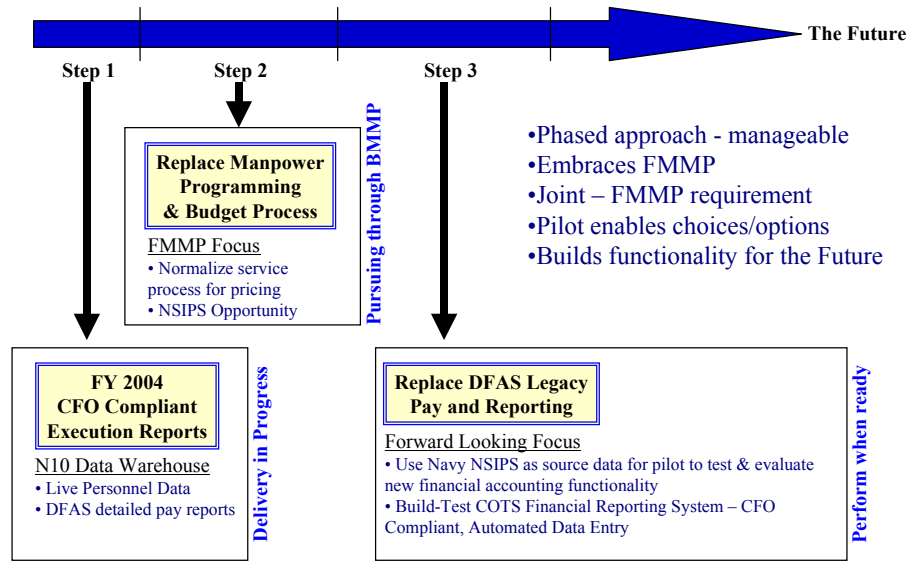 The Future
Step 1
Step 2
Step 3
Replace Manpower
Programming
& Budget Process
FMMP Focus
• Normalize service
process for pricing
• NSIPS Opportunity
Pursuing through BMMP
•Phased approach - manageable
•Embraces FMMP
•Joint – FMMP requirement
•Pilot enables choices/options
•Builds functionality for the Future
FY 2004
CFO Compliant
Execution Reports
N10 Data Warehouse
• Live Personnel Data
• DFAS detailed pay reports
Delivery in Progress
Replace DFAS Legacy
Pay and Reporting
Forward Looking Focus
• Use Navy NSIPS as source data for pilot to test & evaluate
new financial accounting functionality
• Build-Test COTS Financial Reporting System – CFO
Compliant, Automated Data Entry
Perform when ready